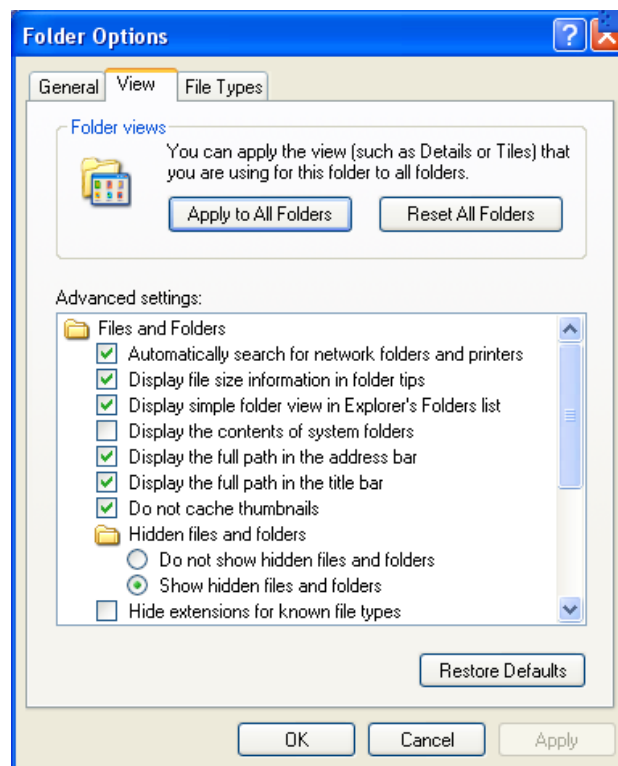 Folder Options
?
General
View
File Types
Folder views
You can apply the view (such as Details or Tiles) that
you are using for this folder to all folders.
Apply to All Folders
Reset All Folders
Advanced settings:
Files and Folders
Automatically search for network folders and printers
Display file size information in folder tips
Display simple folder view in Explorer's Folders list
Display the contents of system folders
Display the full path in the address bar
Display the full path in the title bar
Do not cache thumbnails
Hidden files and folders
Do not show hidden files and folders
Show hidden files and folders
Hide extensions for known file types
Restore Defaults
OK
Cancel
Apply